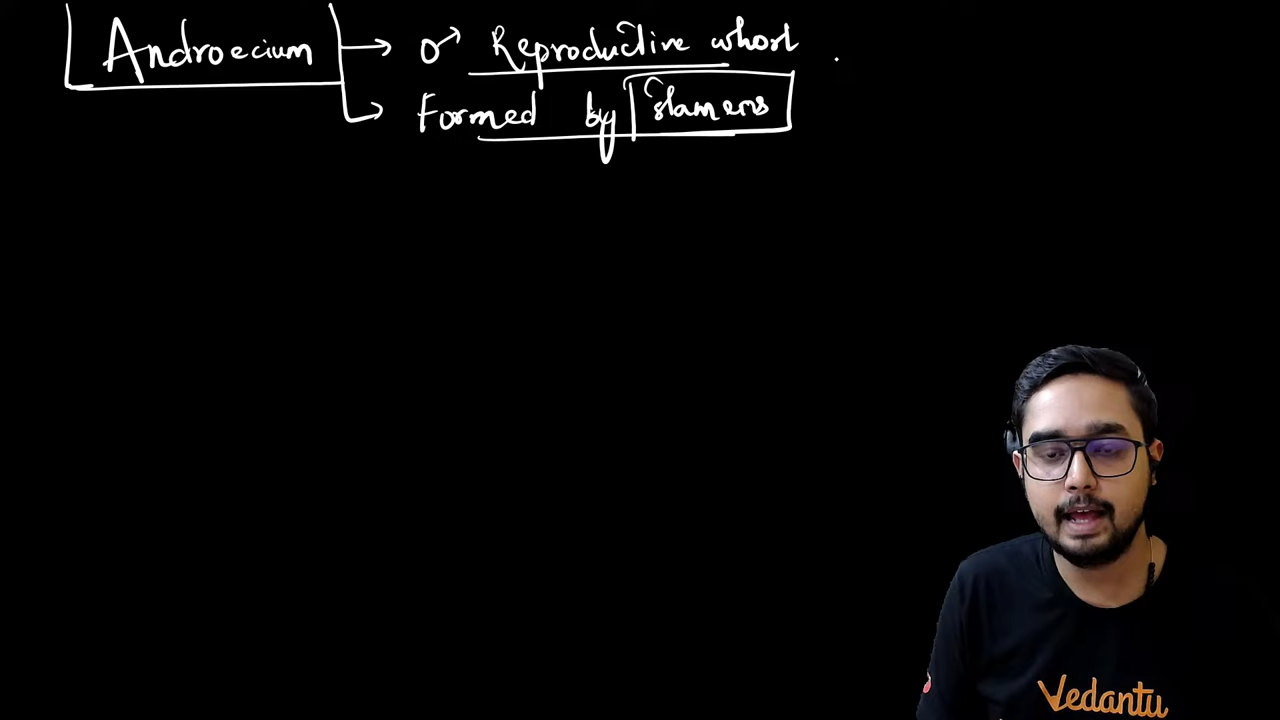 Androecium → ♂ Reproductive whorl
→ Formed by stamens
Vedantu